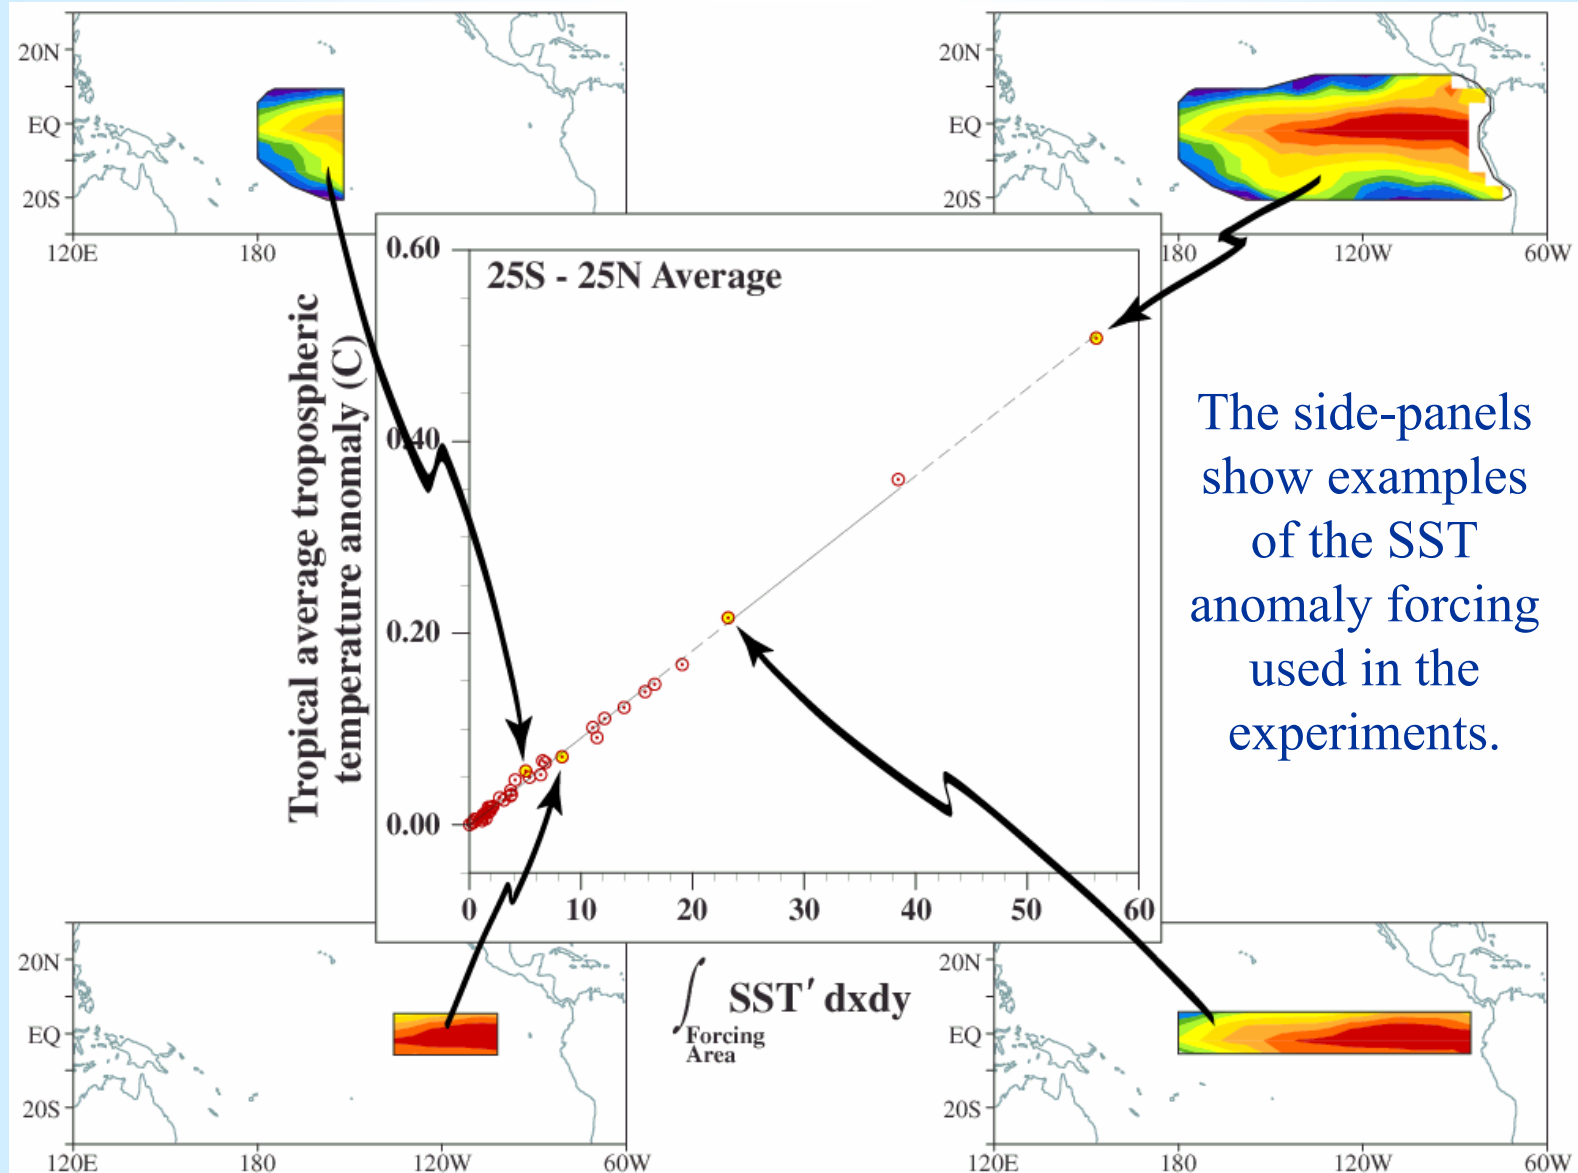 20N
EQ
20S
120E
180
20N
EQ
20S
180
120W
60W
0.60
0.40
0.20
0.00
25S - 25N Average
Tropical average tropospheric
temperature anomaly (C)
The side-panels
show examples
of the SST
anomaly forcing
used in the
experiments.
0 10 20 30 40 50 60
∫ SST′ dxdy
Forcing
Area
20N
EQ
20S
120E 180 120W 60W
20N
EQ
20S
120E 180 120W 60W